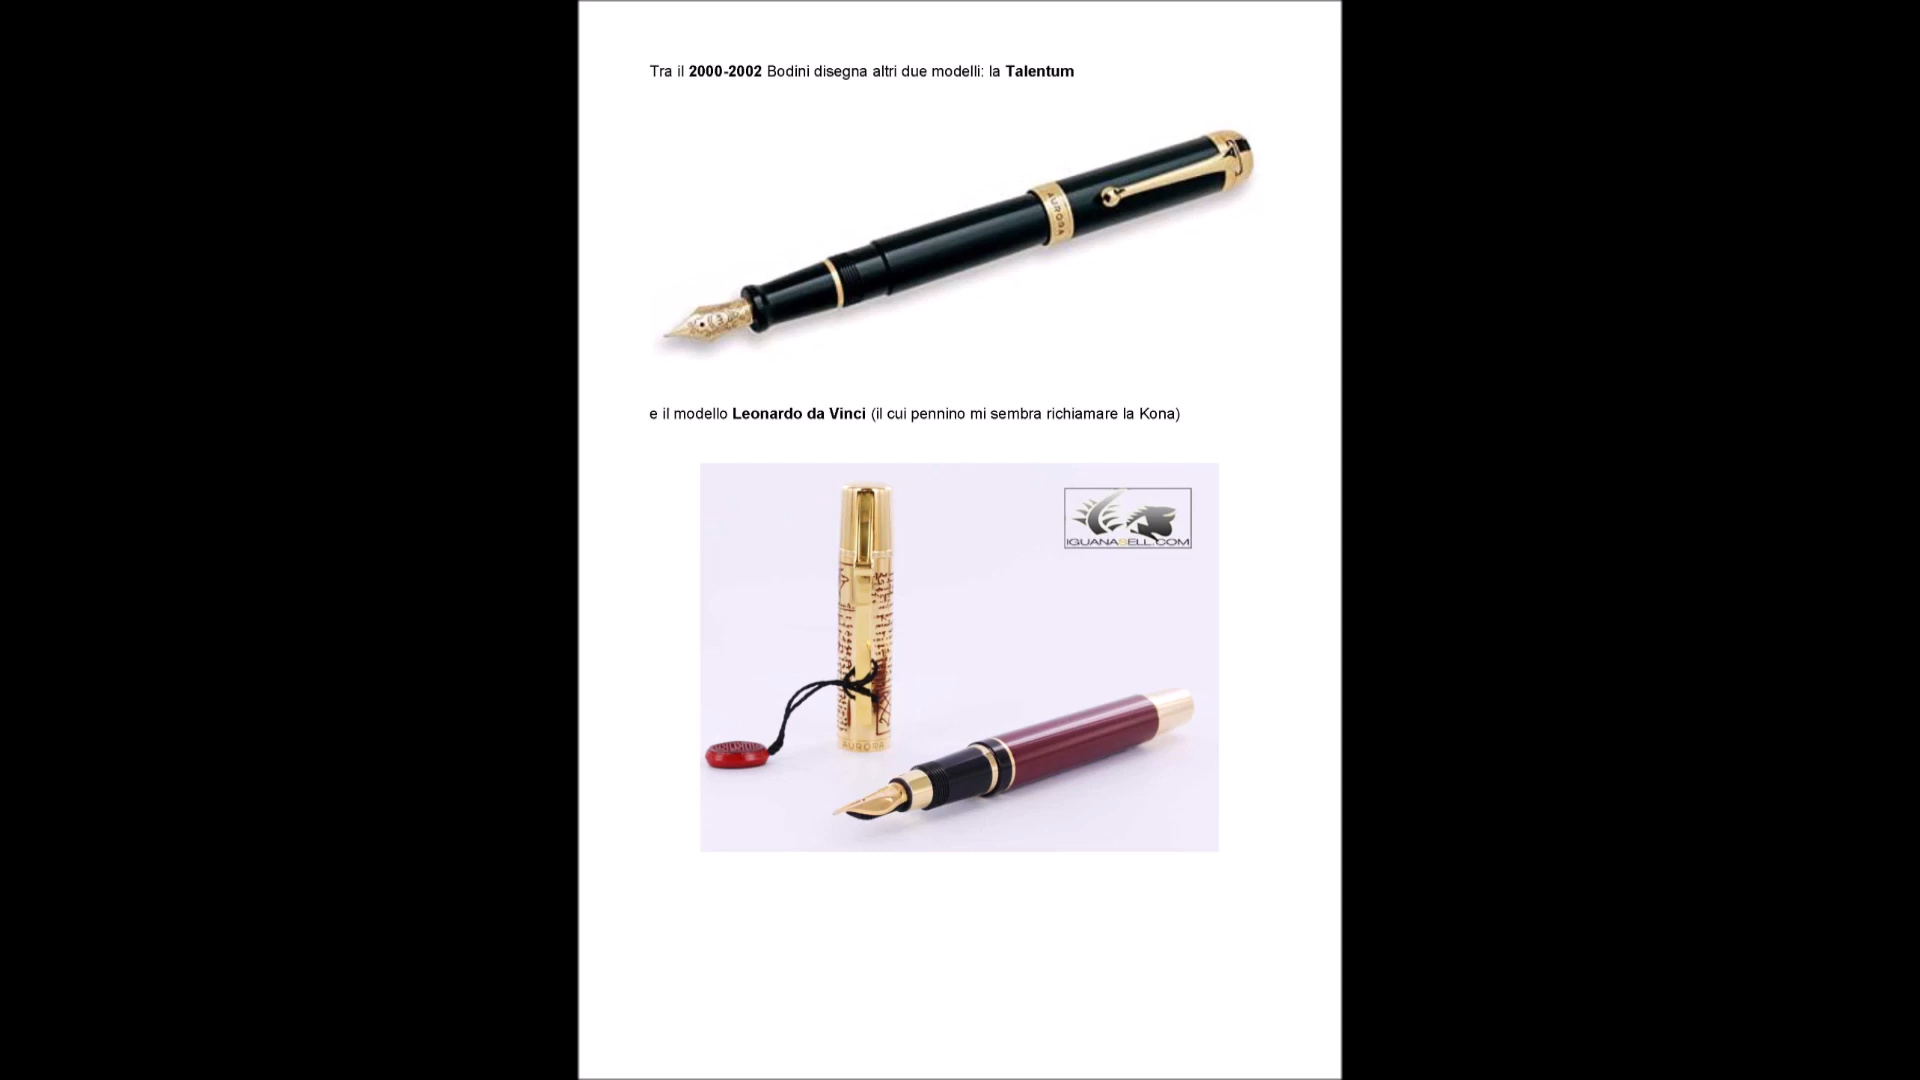 Tra il 2000-2002 Bodini disegna altri due modelli: la Talentum
AURORA
e il modello Leonardo da Vinci (il cui pennino mi sembra richiamare la Kona)
IGUANASELL.COM
AURORA